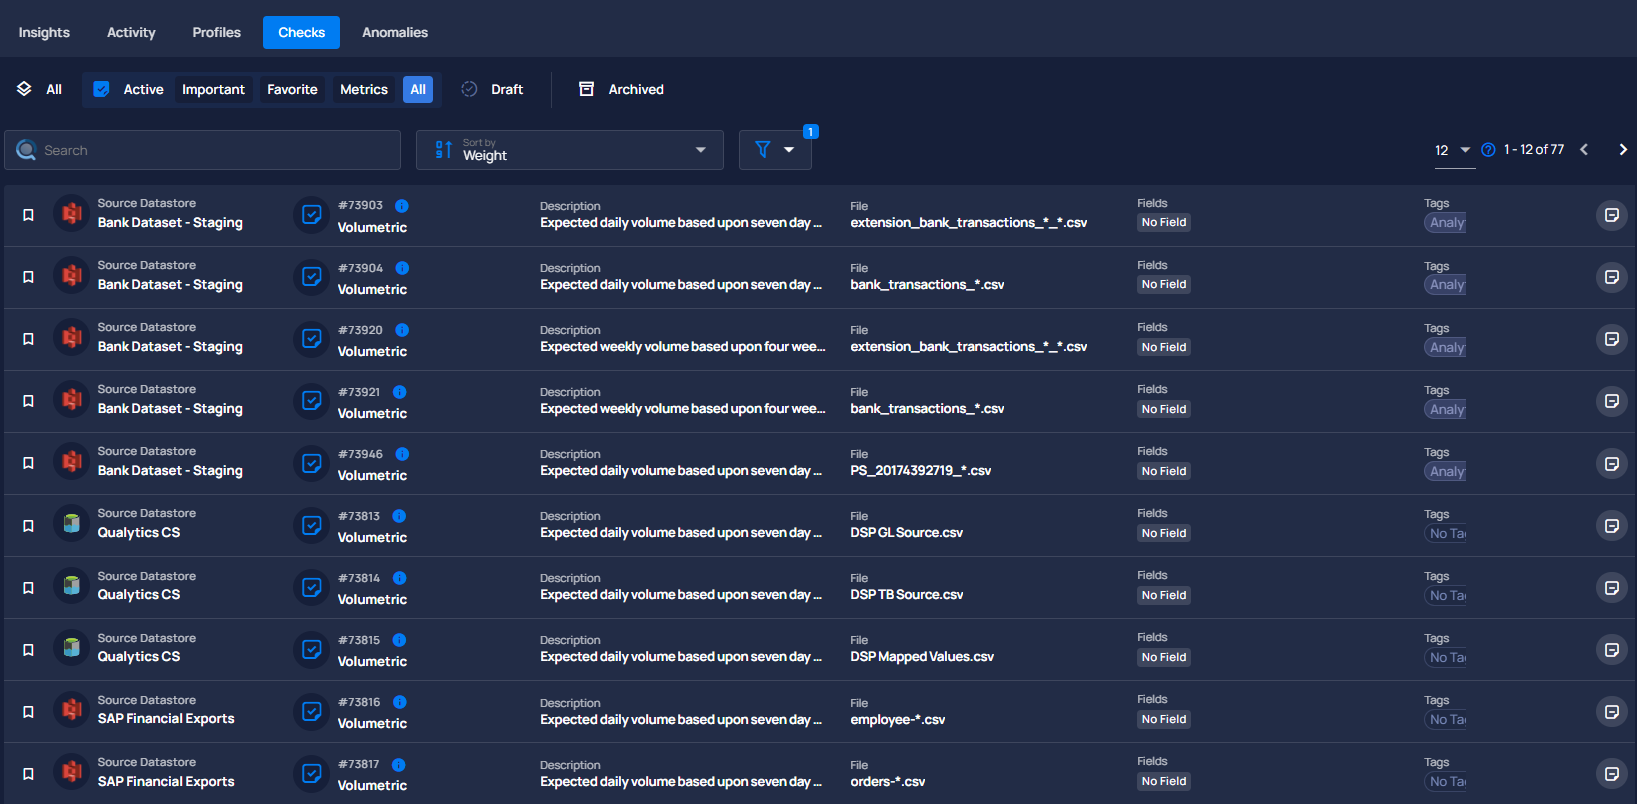 Insights Activity Profiles Checks Anomalies
All Active Important Favorite Metrics All Draft Archived
Search
Sort by
Weight
1
12 1 - 12 of 77
Source Datastore #73903 Description File Fields Tags
Bank Dataset - Staging Volumetric Expected daily volume based upon seven day ... extension_bank_transactions_*_*.csv No Field Analy
Source Datastore #73904 Description File Fields Tags
Bank Dataset - Staging Volumetric Expected daily volume based upon seven day ... bank_transactions_*.csv No Field Analy
Source Datastore #73920 Description File Fields Tags
Bank Dataset - Staging Volumetric Expected weekly volume based upon four wee... extension_bank_transactions_*_*.csv No Field Analy
Source Datastore #73921 Description File Fields Tags
Bank Dataset - Staging Volumetric Expected weekly volume based upon four wee... bank_transactions_*.csv No Field Analy
Source Datastore #73946 Description File Fields Tags
Bank Dataset - Staging Volumetric Expected daily volume based upon seven day ... PS_20174392719_*.csv No Field Analy
Source Datastore #73813 Description File Fields Tags
Qualytics CS Volumetric Expected daily volume based upon seven day ... DSP GL Source.csv No Field No Ta
Source Datastore #73814 Description File Fields Tags
Qualytics CS Volumetric Expected daily volume based upon seven day ... DSP TB Source.csv No Field No Ta
Source Datastore #73815 Description File Fields Tags
Qualytics CS Volumetric Expected daily volume based upon seven day ... DSP Mapped Values.csv No Field No Ta
Source Datastore #73816 Description File Fields Tags
SAP Financial Exports Volumetric Expected daily volume based upon seven day ... employee-*.csv No Field No Ta
Source Datastore #73817 Description File Fields Tags
SAP Financial Exports Volumetric Expected daily volume based upon seven day ... orders-*.csv No Field No Ta